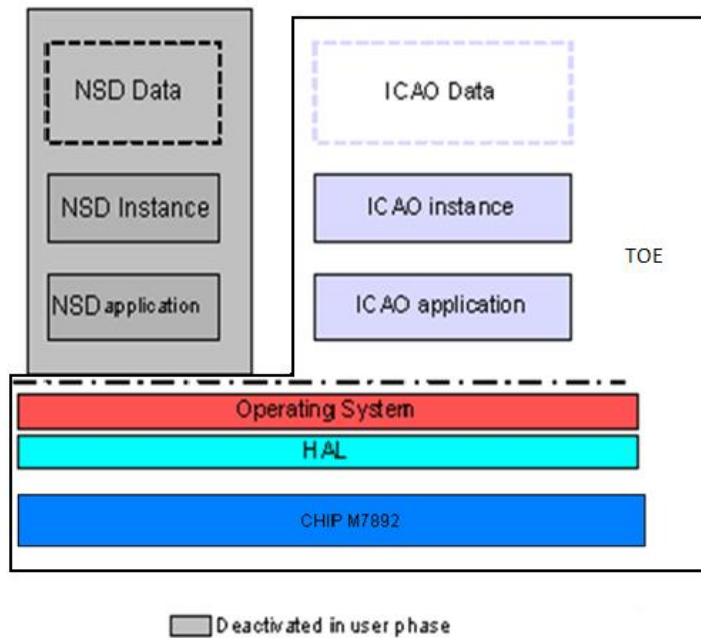 NSD Data
ICAO Data
NSD Instance
ICAO instance
TOE
NSD application
ICAO application
Operating System
HAL
CHIP M7892
Deactivated in user phase